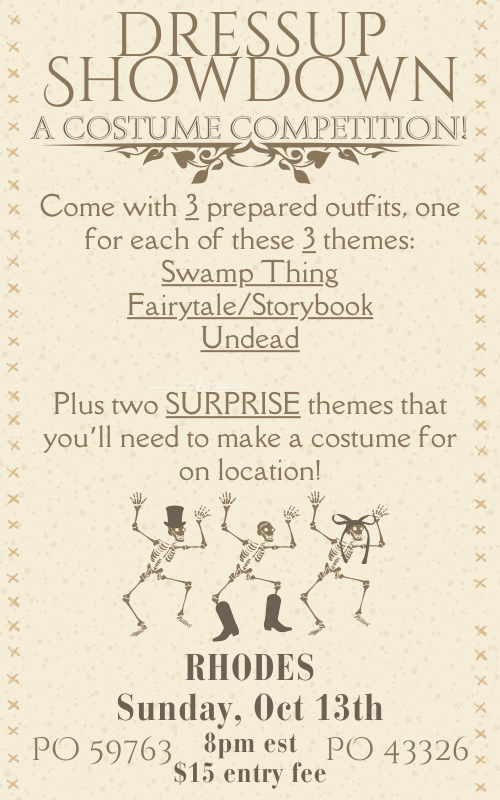 DRESSUP
SHOWDOWN
A COSTUME COMPETITION!
Come with 3 prepared outfits, one
for each of these 3 themes:
Swamp Thing
Fairytale/Storybook
Undead
Plus two SURPRISE themes that
you'll need to make a costume for
on location!
RHODES
Sunday, Oct 13th
PO 59763 8pm est PO 43326
$15 entry fee